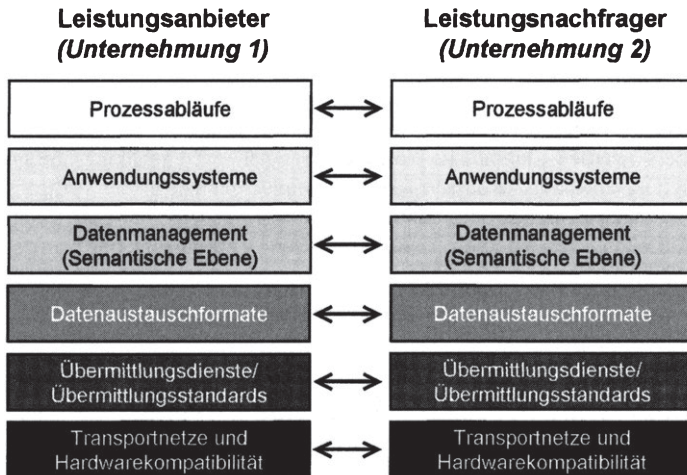 Leistungsanbieter
(Unternehmung 1)
Leistungsnachfrager
(Unternehmung 2)
Prozessabläufe
Prozessabläufe
Anwendungssysteme
Anwendungssysteme
Datenmanagement
(Semantische Ebene)
Datenmanagement
(Semantische Ebene)
Datenaustauschformate
Datenaustauschformate
Übermittlungsdienste/
Übermittlungsstandards
Übermittlungsdienste/
Übermittlungsstandards
Transportnetze und
Hardwarekompatibilität
Transportnetze und
Hardwarekompatibilität